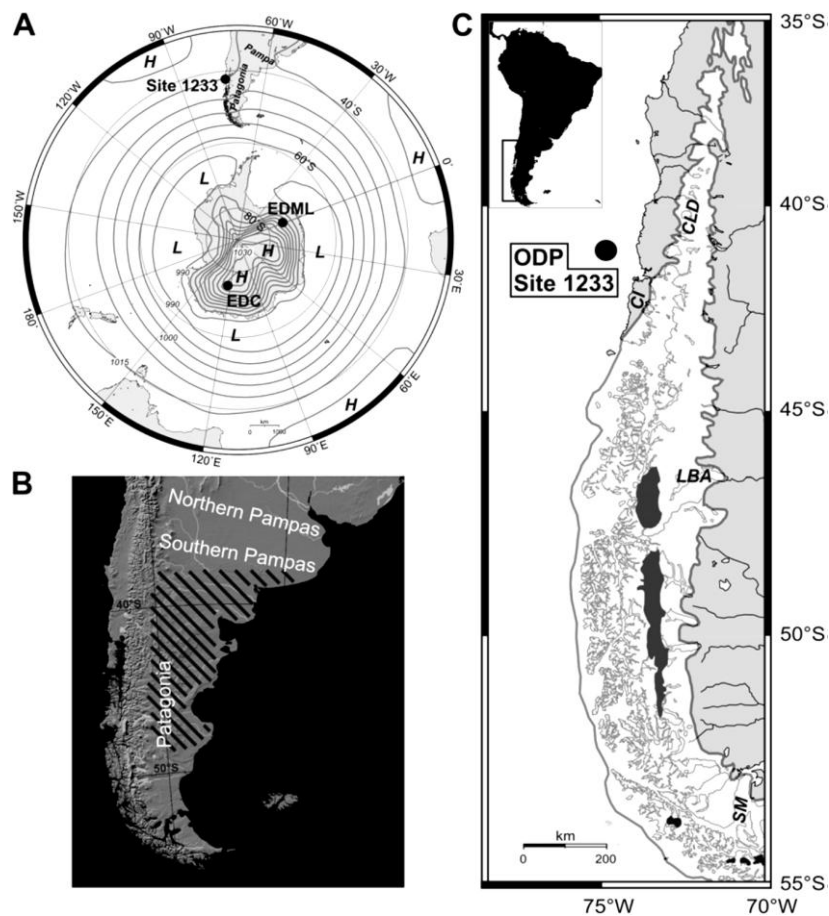 A
60°W
90°W
H
Pampa
30°W
120°W
Site 1233
Patagonia
40°S
H
60°S
0°
L
L
EDML
150°W
80°S
L
1030
H
L
H
990
EDC
30°E
990
180°
L
1000
1015
H
km
0 1000
60°E
150°E
120°E
90°E
B
Northern Pampas
Southern Pampas
40°S
Patagonia
50°S
C
35°S
40°S
CLD
ODP
Site 1233
CI
45°S
LBA
50°S
SM
km
0 200
55°S
75°W
70°W